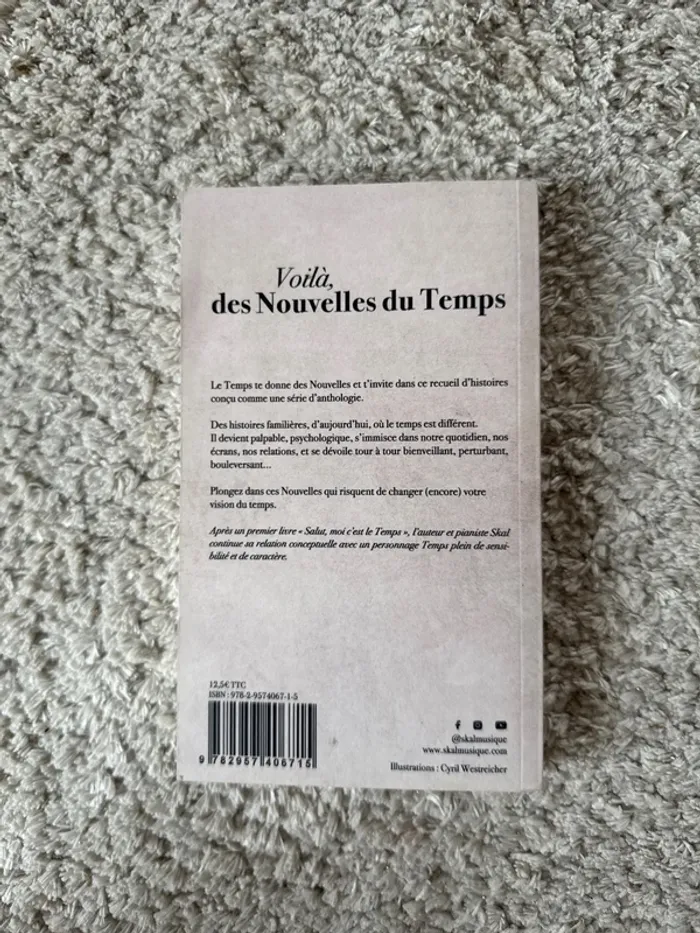 Voilà,
des Nouvelles du Temps
Le Temps te donne des Nouvelles et t'invite dans ce recueil d'histoires
conçu comme une série d'anthologie.
Des histoires familières, d'aujourd'hui, où le temps est différent.
Il devient palpable, psychologique, s'immisce dans notre quotidien, nos
écrans, nos relations, et se dévoile tour à tour bienveillant, perturbant,
bouleversant...
Plongez dans ces Nouvelles qui risquent de changer (encore) votre
vision du temps.
Après un premier livre « Salut, moi c'est le Temps », l'auteur et pianiste Skal
continue sa relation conceptuelle avec un personnage Temps plein de sensi-
bilité et de caractère.
12,5€ TTC
ISBN : 978-2-9574067-1-5
9 782957 406715
@skalmusique
www.skalmusique.com
Illustrations : Cyril Westreicher